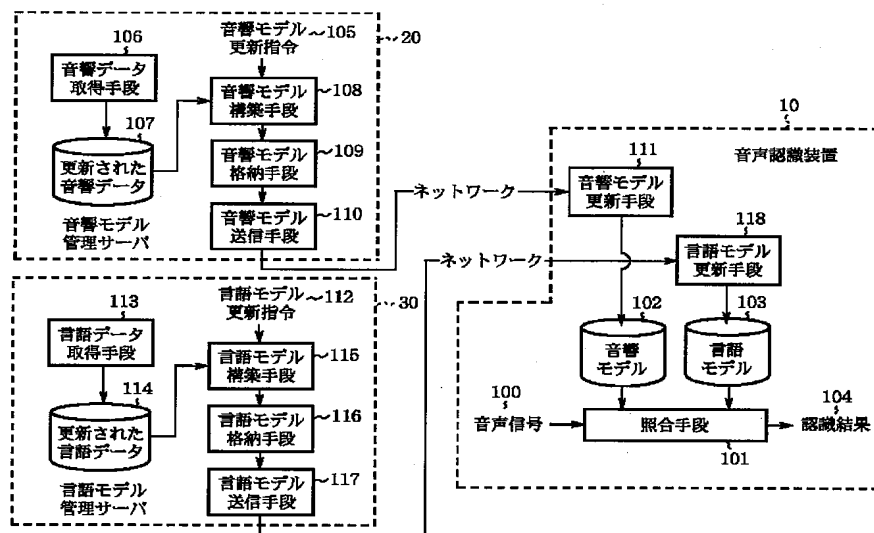 音響モデル
更新指令
105
20
106
音響データ
取得手段
107
更新された
音響データ
音響モデル
管理サーバ
音響モデル
構築手段
108
音響モデル
格納手段
109
音響モデル
送信手段
110
ネットワーク
ネットワーク
言語モデル
更新指令
112
30
113
言語データ
取得手段
114
更新された
言語データ
言語モデル
管理サーバ
言語モデル
構築手段
115
言語モデル
格納手段
116
言語モデル
送信手段
117
10
音声認識装置
111
音響モデル
更新手段
118
言語モデル
更新手段
102
音響
モデル
103
言語
モデル
100
音声信号
照合手段
101
104
認識結果